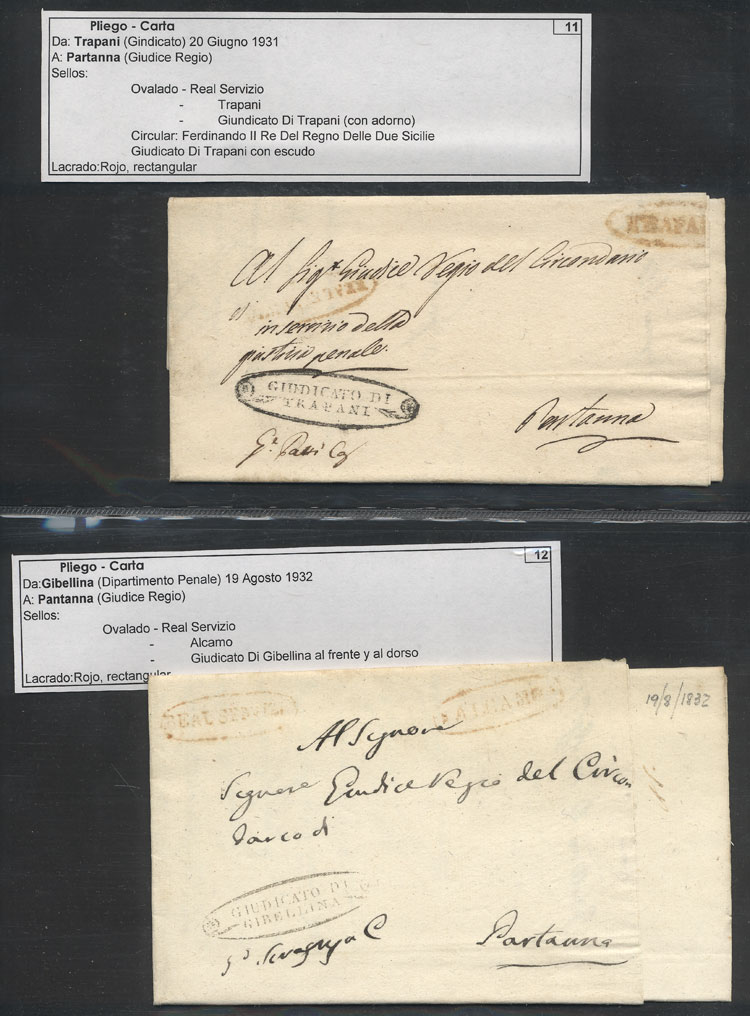 Pliego - Carta
11
Da: Trapani (Gindicato) 20 Giugno 1931
A: Partanna (Giudice Regio)
Sellos:
Ovalado - Real Servizio
- Trapani
- Giundicato Di Trapani (con adorno)
Circular: Ferdinando II Re Del Regno Delle Due Sicilie
Giudicato Di Trapani con escudo
Lacrado:Rojo, rectangular
TRAPA
Al Sigr. Giudice Regio del Circondario
di
in servizio della
giustizia penale.
GIUDICATO DI
TRAPANI
Partanna
Pliego - Carta
12
Da:Gibellina (Dipartimento Penale) 19 Agosto 1932
A: Pantanna (Giudice Regio)
Sellos:
Ovalado - Real Servizio
- Alcamo
- Giudicato Di Gibellina al frente y al dorso
Lacrado:Rojo, rectangular
19/8/1832
REAL SERVIZI
ALCAMO
Al Signore
Signore Giudice Regio del Circon
dario di
GIUDICATO DI
GIBELLINA
Partanna